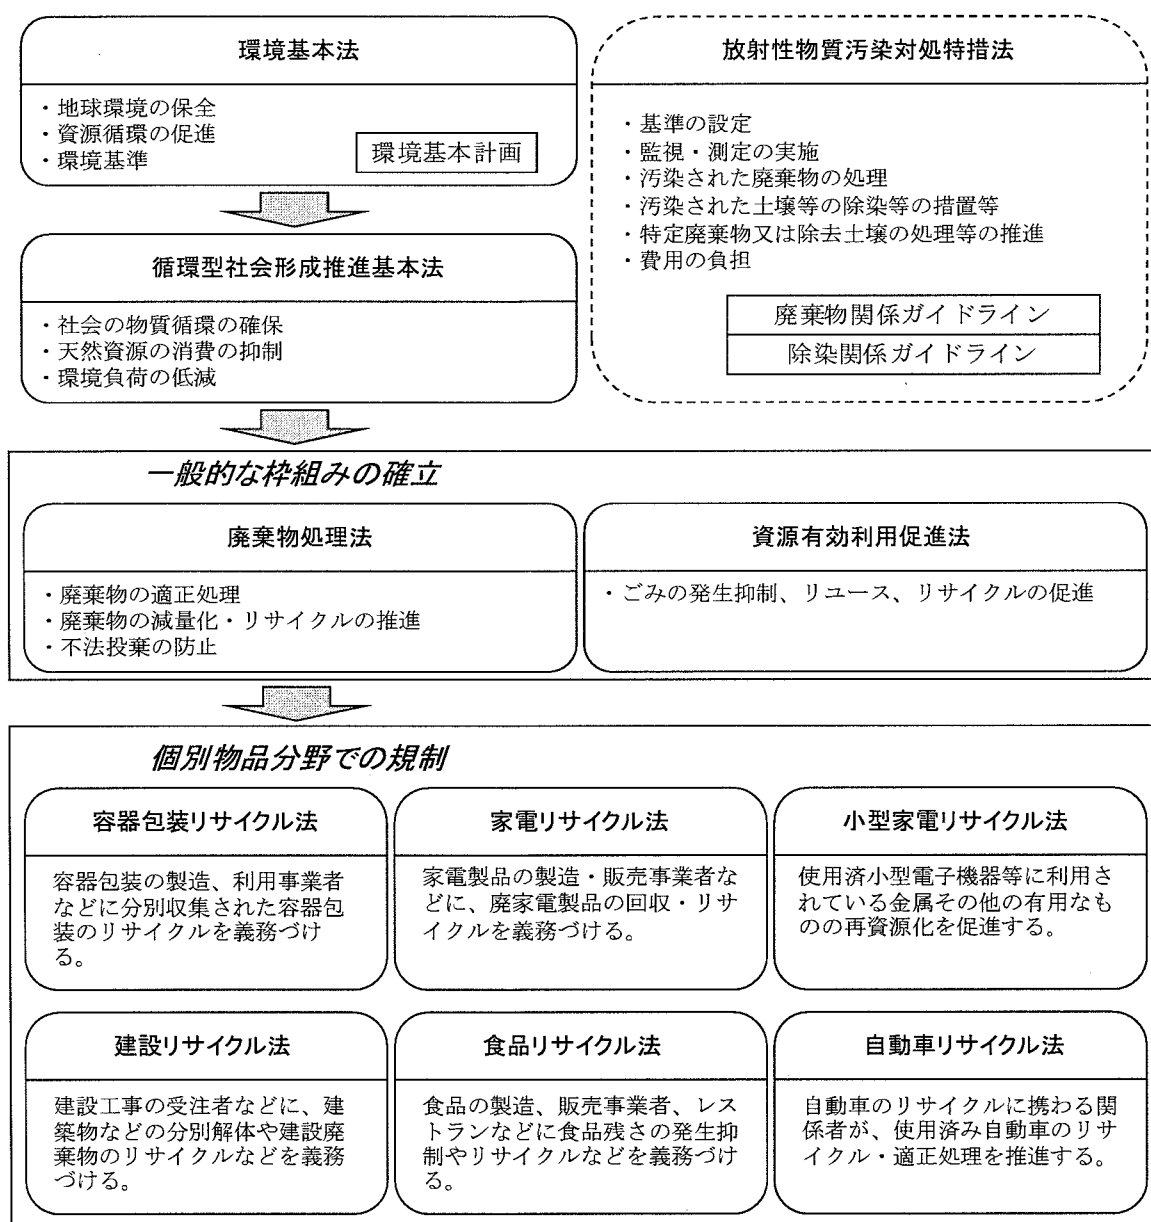 環境基本法
・地球環境の保全
・資源循環の促進
・環境基準
環境基本計画
放射性物質汚染対処特措法
・基準の設定
・監視・測定の実施
・汚染された廃棄物の処理
・汚染された土壌等の除染等の措置等
・特定廃棄物又は除去土壌の処理等の推進
・費用の負担
廃棄物関係ガイドライン
除染関係ガイドライン
循環型社会形成推進基本法
・社会の物質循環の確保
・天然資源の消費の抑制
・環境負荷の低減
一般的な枠組みの確立
廃棄物処理法
・廃棄物の適正処理
・廃棄物の減量化・リサイクルの推進
・不法投棄の防止
資源有効利用促進法
・ごみの発生抑制、リユース、リサイクルの促進
個別物品分野での規制
容器包装リサイクル法
容器包装の製造、利用事業者
などに分別収集された容器包
装のリサイクルを義務づけ
る。
家電リサイクル法
家電製品の製造・販売事業者な
どに、廃家電製品の回収・リサ
イクルを義務づける。
小型家電リサイクル法
使用済小型電子機器等に利用さ
れている金属その他の有用なも
のの再資源化を促進する。
建設リサイクル法
建設工事の受注者などに、建
築物などの分別解体や建設廃
棄物のリサイクルなどを義務
づける。
食品リサイクル法
食品の製造、販売事業者、レス
トランなどに食品残さの発生抑
制やリサイクルなどを義務づけ
る。
自動車リサイクル法
自動車のリサイクルに携わる関
係者が、使用済み自動車のリサ
イクル・適正処理を推進する。